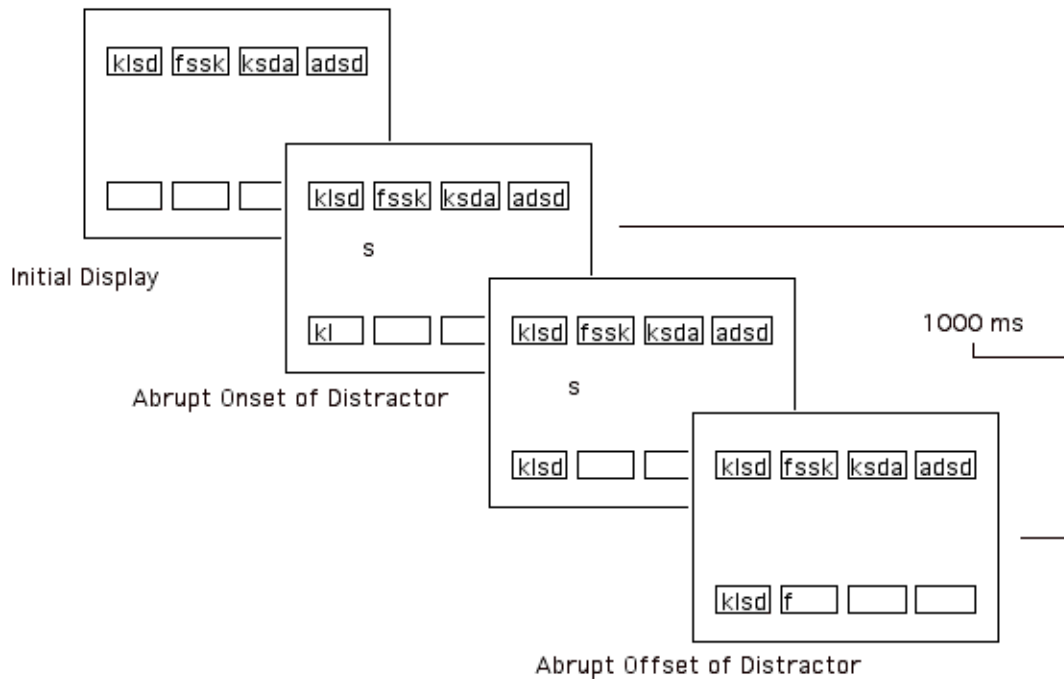 klsd fssk ksda adsd
Initial Display
klsd fssk ksda adsd
s
kl
Abrupt Onset of Distractor
klsd fssk ksda adsd
s
klsd
1000 ms
klsd fssk ksda adsd
klsd f
Abrupt Offset of Distractor